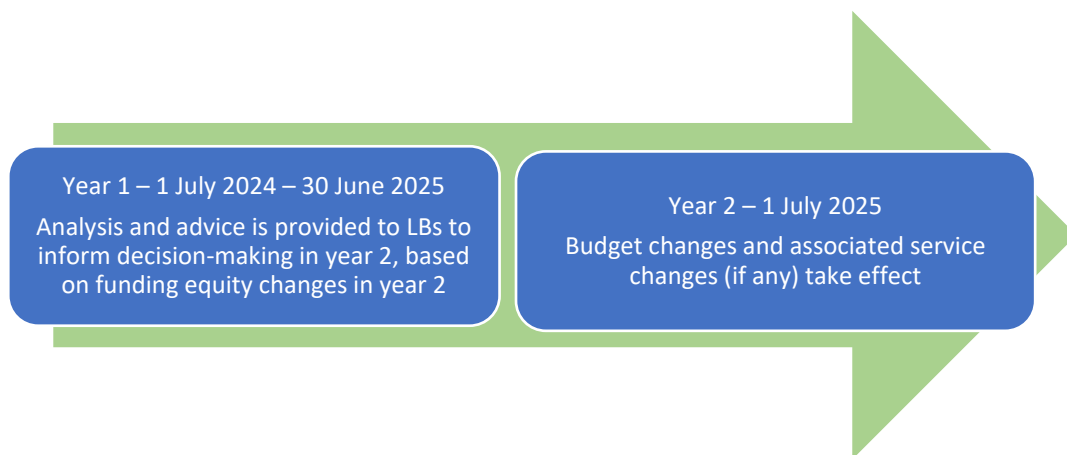 Year 1 – 1 July 2024 – 30 June 2025
Analysis and advice is provided to LBs to
inform decision-making in year 2, based
on funding equity changes in year 2
Year 2 – 1 July 2025
Budget changes and associated service
changes (if any) take effect